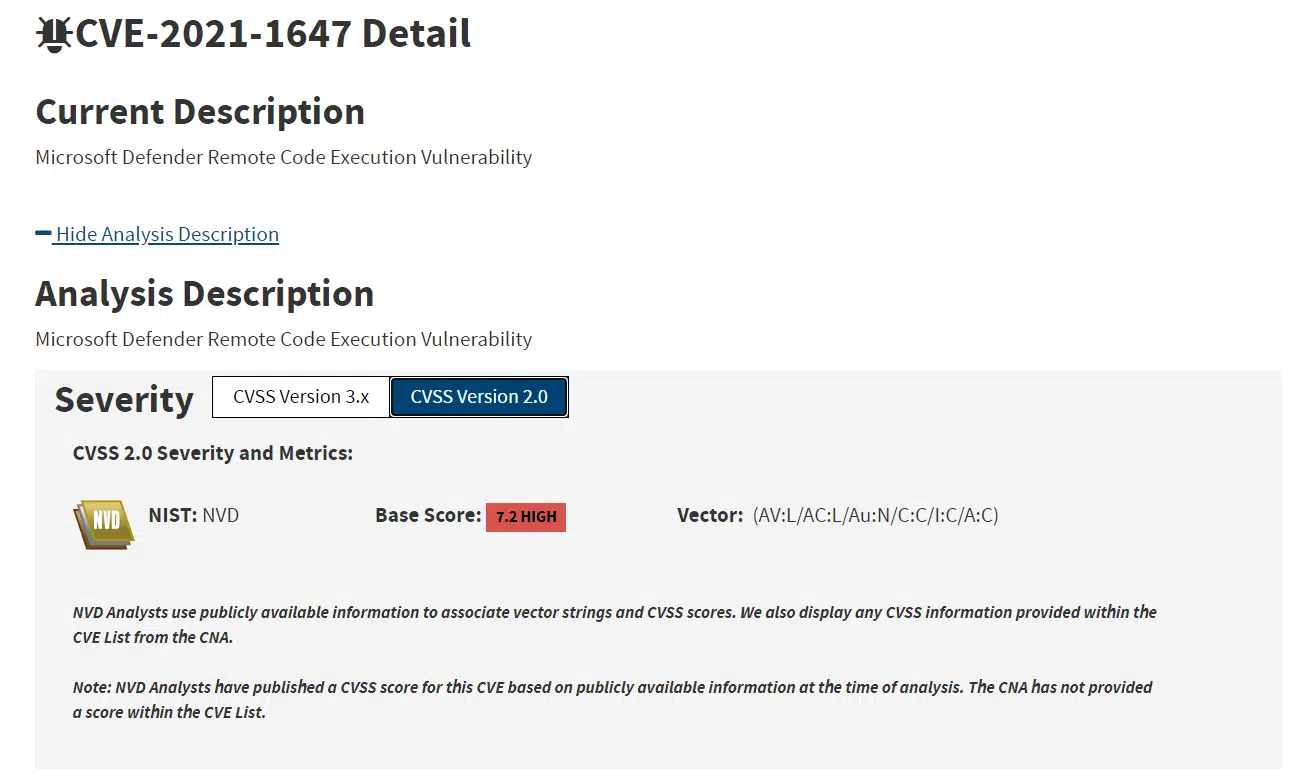 CVE-2021-1647 Detail
Current Description
Microsoft Defender Remote Code Execution Vulnerability
Hide Analysis Description
Analysis Description
Microsoft Defender Remote Code Execution Vulnerability
Severity CVSS Version 3.x CVSS Version 2.0
CVSS 2.0 Severity and Metrics:
NVD NIST: NVD Base Score: 7.2 HIGH Vector: (AV:L/AC:L/Au:N/C:C/I:C/A:C)
NVD Analysts use publicly available information to associate vector strings and CVSS scores. We also display any CVSS information provided within the
CVE List from the CNA.
Note: NVD Analysts have published a CVSS score for this CVE based on publicly available information at the time of analysis. The CNA has not provided
a score within the CVE List.